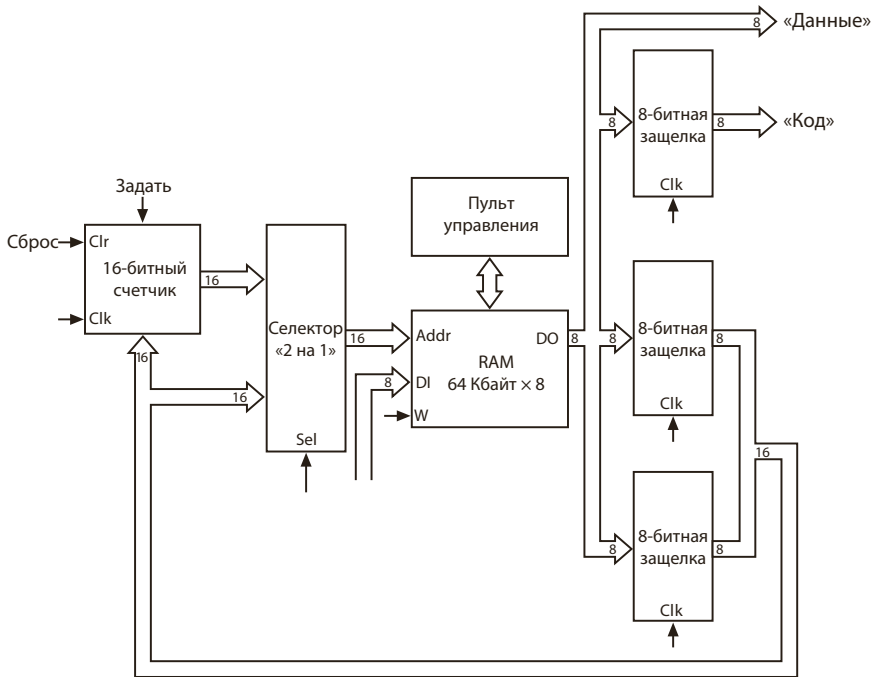 8
«Данные»
8-битная
защелка
8
8
«Код»
Clk
Задать
Сброс
Clr
16-битный
счетчик
Clk
16
16
16
Селектор
«2 на 1»
Sel
16
Пульт
управления
Addr
DO
8
RAM
64 Кбайт × 8
8
DI
W
8
8-битная
защелка
8
Clk
16
8
8-битная
защелка
8
Clk